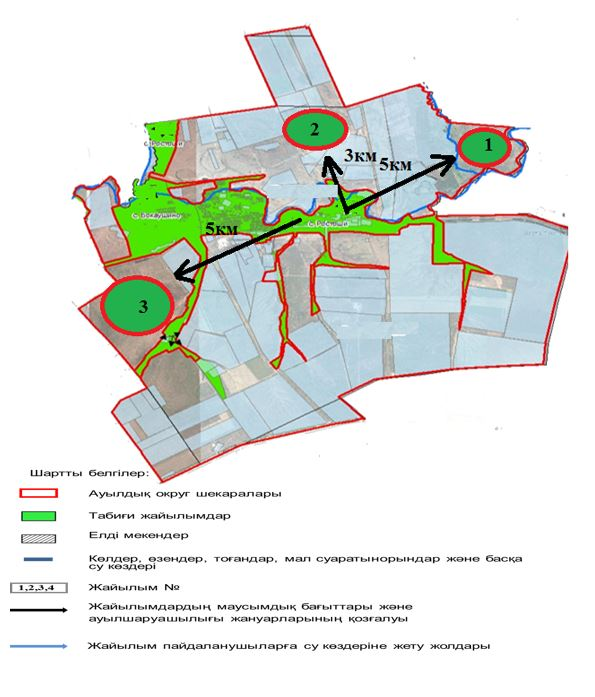 2
1
3км
5км
с. Ростовка
с. Бокаушино
5км
3
Шартты белгілер:
Ауылдық округ шекаралары
Табиғи жайылымдар
Елді мекендер
Көлдер, өзендер, тоғандар, мал суаратынорындар және басқа
су көздері
1,2,3,4 Жайылым №
Жайылымдардың маусымдық бағыттары және
ауылшаруашылығы жануарларының қозғалуы
Жайылым пайдаланушыларға су көздеріне жету жолдары